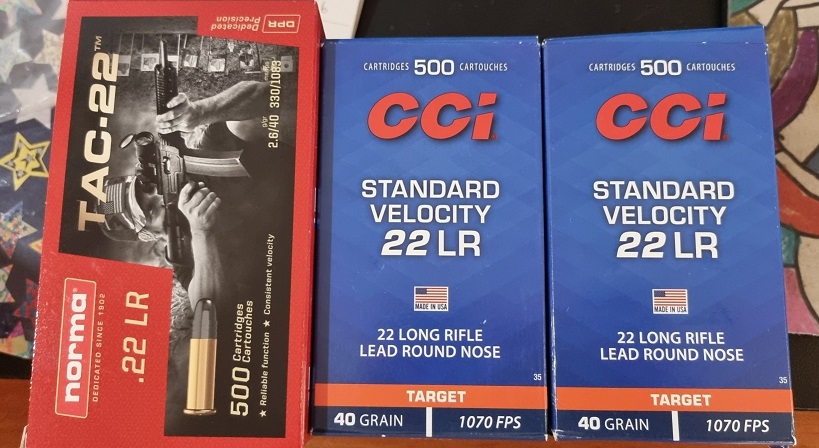 DPR
Dedicated
Precision
TAC-22™
g/gr
2.6/40 330/1083
norma
DEDICATED SINCE 1902
.22 LR
500 Cartridges
Cartouches
★ Reliable function ★ Consistent velocity
CARTRIDGES 500 CARTOUCHES
CCi
STANDARD
VELOCITY
22 LR
MADE IN USA
22 LONG RIFLE
LEAD ROUND NOSE
35
TARGET
40 GRAIN 1070 FPS
CARTRIDGES 500 CARTOUCHES
CCi
STANDARD
VELOCITY
22 LR
MADE IN USA
22 LONG RIFLE
LEAD ROUND NOSE
35
TARGET
40 GRAIN 1070 FPS